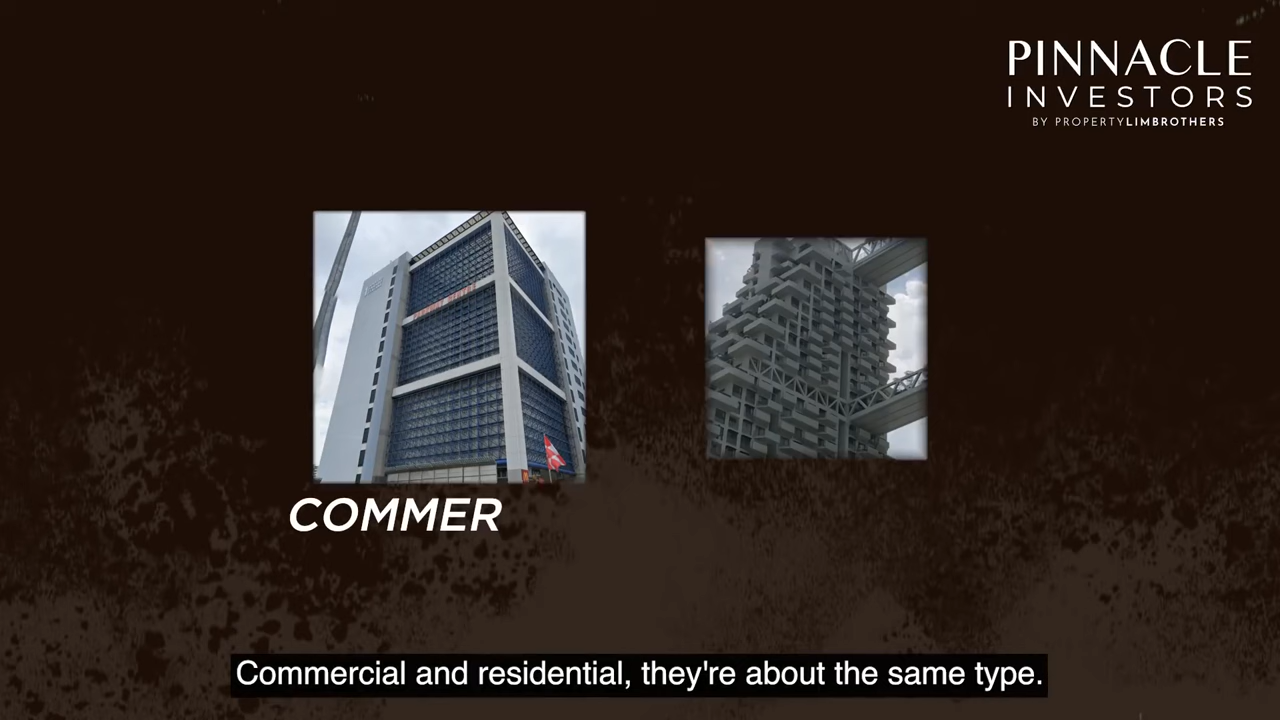 PINNACLE
INVESTORS
BY PROPERTYLIMBROTHERS
COMMER
Commercial and residential, they're about the same type.